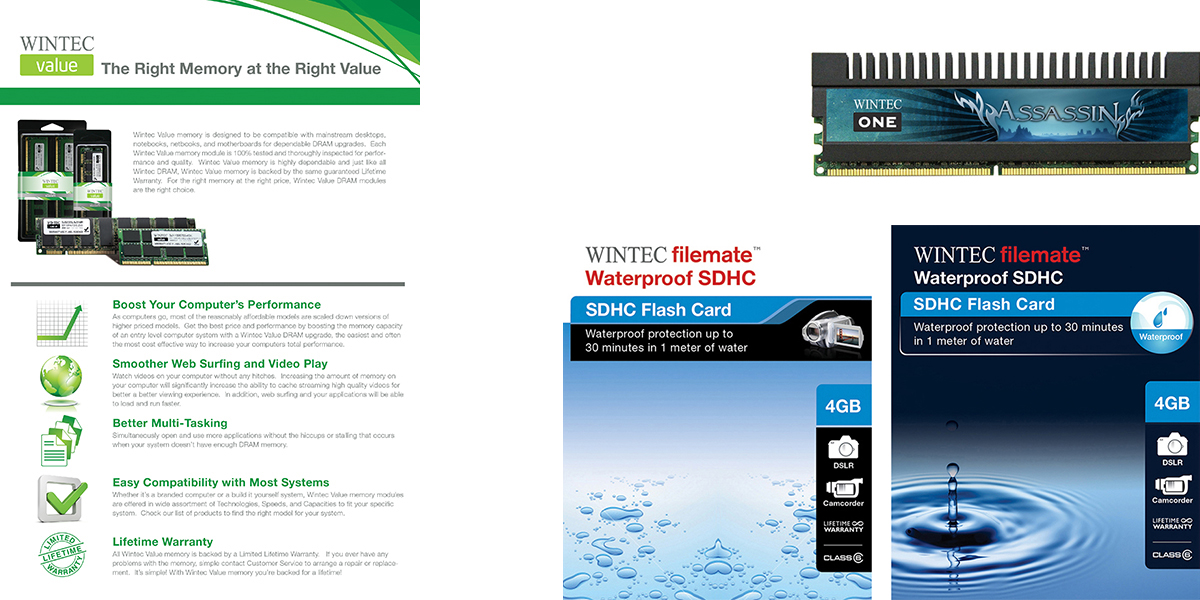 WINTEC
value
The Right Memory at the Right Value
Wintec Value memory is designed to be compatible with mainstream desktops,
notebooks, netbooks, and motherboards for dependable DRAM upgrades. Each
Wintec Value memory module is 100% tested and thoroughly inspected for perfor-
mance and quality. Wintec Value memory is highly dependable and just like all
Wintec DRAM, Wintec Value memory is backed by the same guaranteed Lifetime
Warranty. For the right memory at the right price, Wintec Value DRAM modules
are the right choice.
WINTEC
value
WINTEC
value
WINTEC
WINTEC
Boost Your Computer's Performance
As computers go, most of the reasonably affordable models are scaled down versions of
higher priced models. Get the best price and performance by boosting the memory capacity
of an entry level computer system with a Wintec Value DRAM upgrade, the easiest and often
the most cost effective way to increase your computers total performance.
Smoother Web Surfing and Video Play
Watch videos on your computer without any hitches. Increasing the amount of memory on
your computer will significantly increase the ability to cache streaming high quality videos for
better a better viewing experience. In addition, web surfing and your applications will be able
to load and run faster.
Better Multi-Tasking
Simultaneously open and use more applications without the hiccups or stalling that occurs
when your system doesn't have enough DRAM memory.
Easy Compatibility with Most Systems
Whether it's a branded computer or a build it yourself system, Wintec Value memory modules
are offered in wide assortment of Technologies, Speeds, and Capacities to fit your specific
system. Check our list of products to find the right model for your system.
LIMITED
LIFETIME
WARRANTY
Lifetime Warranty
All Wintec Value memory is backed by a Limited Lifetime Warranty. If you ever have any
problems with the memory, simple contact Customer Service to arrange a repair or replace-
ment. It's simple! With Wintec Value memory you're backed for a lifetime!
WINTEC
ONE
ASSASSIN
WINTEC filemate™
Waterproof SDHC
SDHC Flash Card
Waterproof protection up to
30 minutes in 1 meter of water
4GB
DSLR
Camcorder
LIFETIME
WARRANTY
CLASS 6
WINTEC filemate™
Waterproof SDHC
SDHC Flash Card
Waterproof protection up to 30 minutes
in 1 meter of water
Waterproof
4GB
DSLR
Camcorder
LIFETIME
WARRANTY
CLASS 6